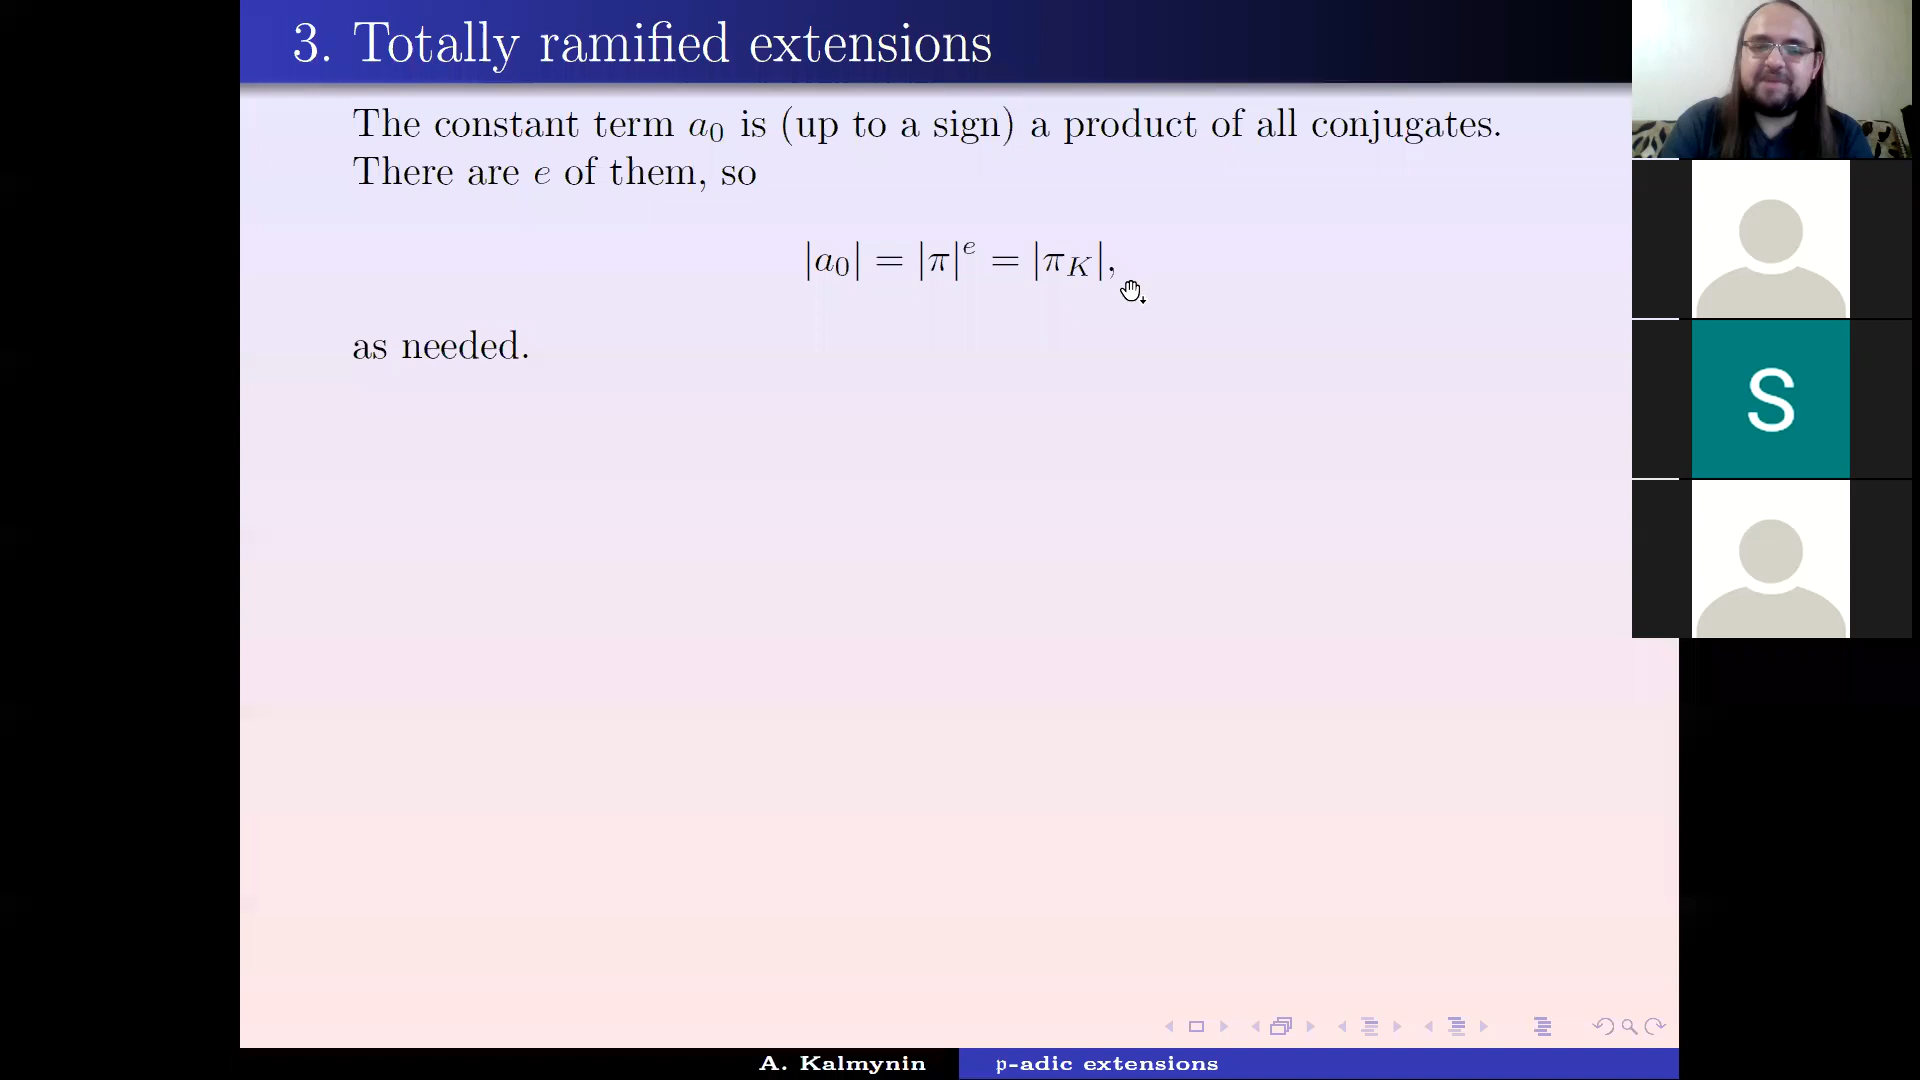 3. Totally ramified extensions
The constant term a₀ is (up to a sign) a product of all conjugates.
There are e of them, so
|a₀| = |π|ᵉ = |π_K|,
as needed.
S
A. Kalmynin
p-adic extensions